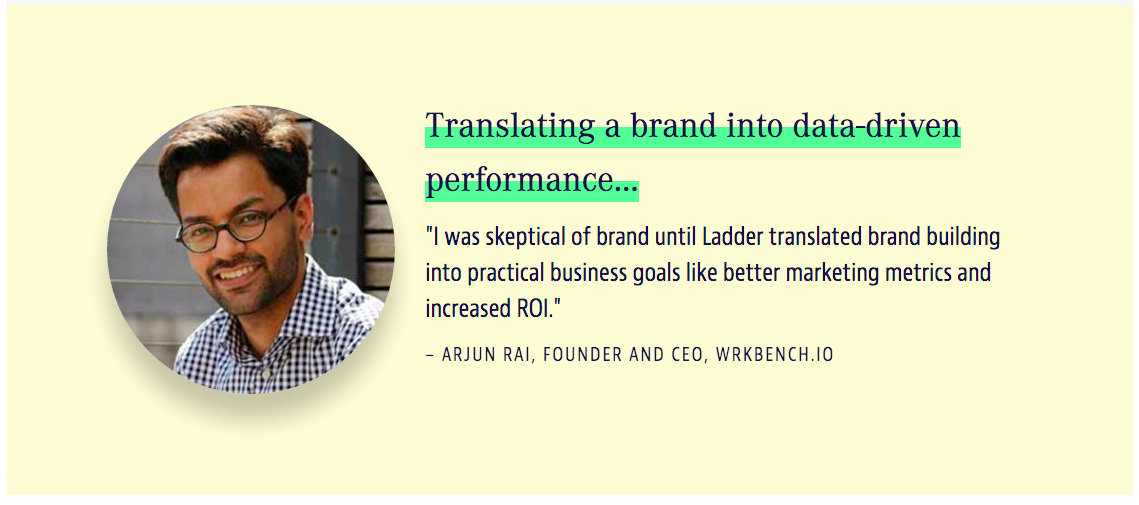 Translating a brand into data-driven
performance...
"I was skeptical of brand until Ladder translated brand building
into practical business goals like better marketing metrics and
increased ROI."
– ARJUN RAI, FOUNDER AND CEO, WRKBENCH.IO